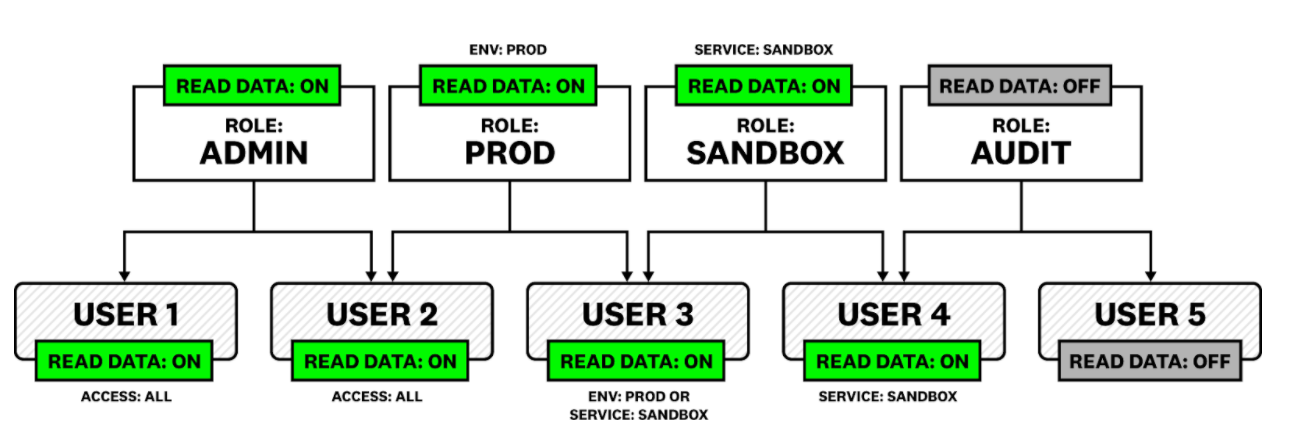 ENV: PROD
SERVICE: SANDBOX
READ DATA: ON
READ DATA: ON
READ DATA: ON
READ DATA: OFF
ROLE:
ADMIN
ROLE:
PROD
ROLE:
SANDBOX
ROLE:
AUDIT
USER 1
USER 2
USER 3
USER 4
USER 5
READ DATA: ON
READ DATA: ON
READ DATA: ON
READ DATA: ON
READ DATA: OFF
ACCESS: ALL
ACCESS: ALL
ENV: PROD OR
SERVICE: SANDBOX
SERVICE: SANDBOX